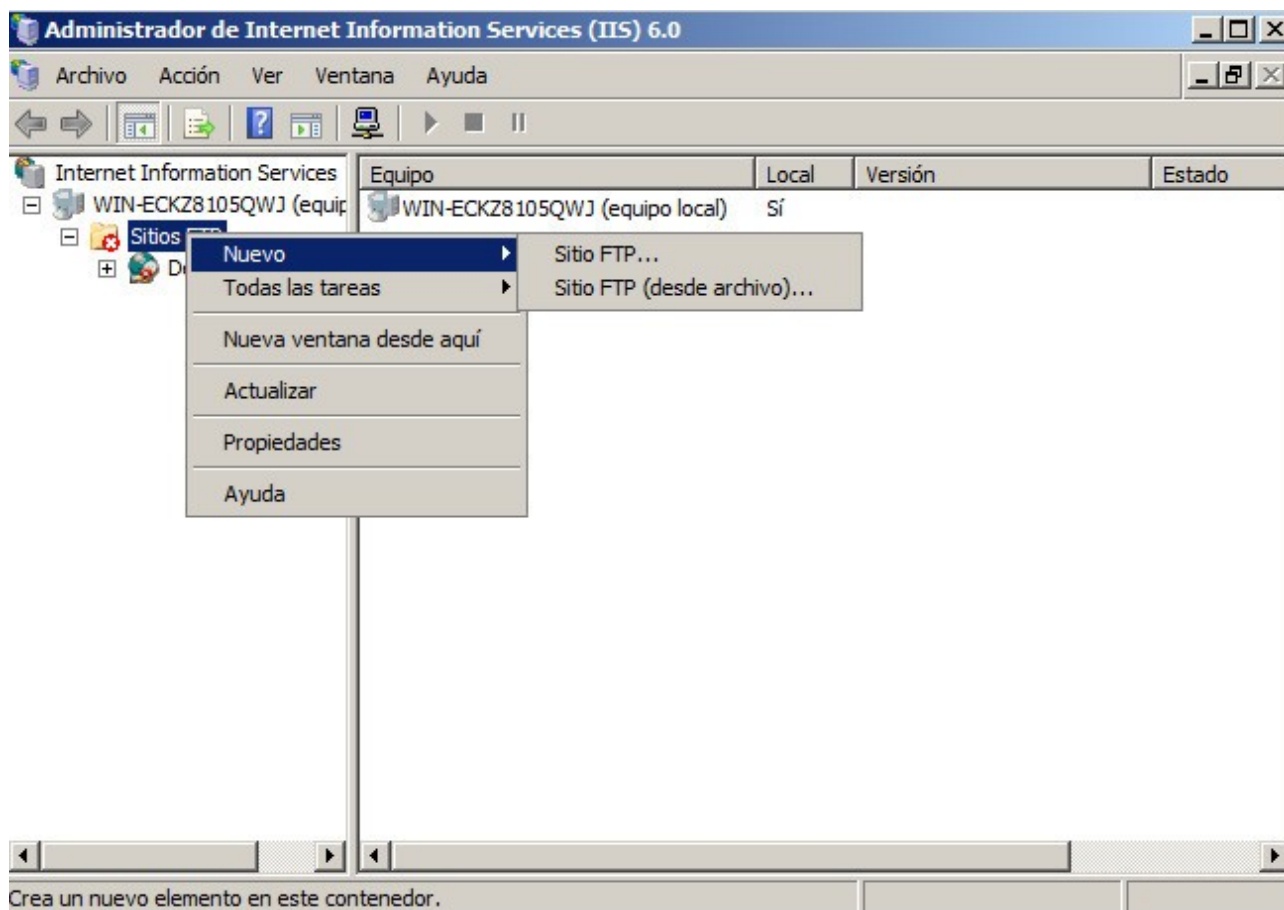 Administrador de Internet Information Services (IIS) 6.0
Archivo Acción Ver Ventana Ayuda
Internet Information Services
WIN-ECKZ8105QWJ (equip
Sitios
Equipo Local Versión Estado
WIN-ECKZ8105QWJ (equipo local) Sí
Nuevo
Todas las tareas
Nueva ventana desde aquí
Actualizar
Propiedades
Ayuda
Sitio FTP...
Sitio FTP (desde archivo)...
Crea un nuevo elemento en este contenedor.